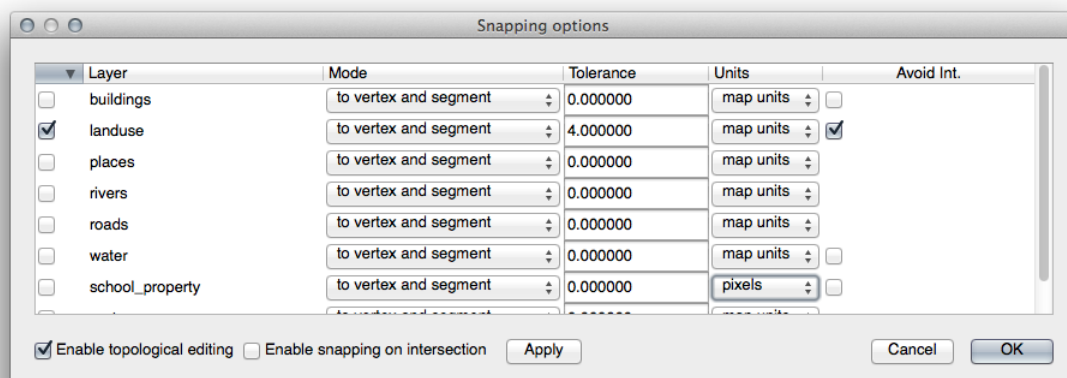 Snapping options
Layer Mode Tolerance Units Avoid Int.
buildings to vertex and segment 0.000000 map units
landuse to vertex and segment 4.000000 map units
places to vertex and segment 0.000000 map units
rivers to vertex and segment 0.000000 map units
roads to vertex and segment 0.000000 map units
water to vertex and segment 0.000000 map units
school_property to vertex and segment 0.000000 pixels
Enable topological editing Enable snapping on intersection Apply Cancel OK